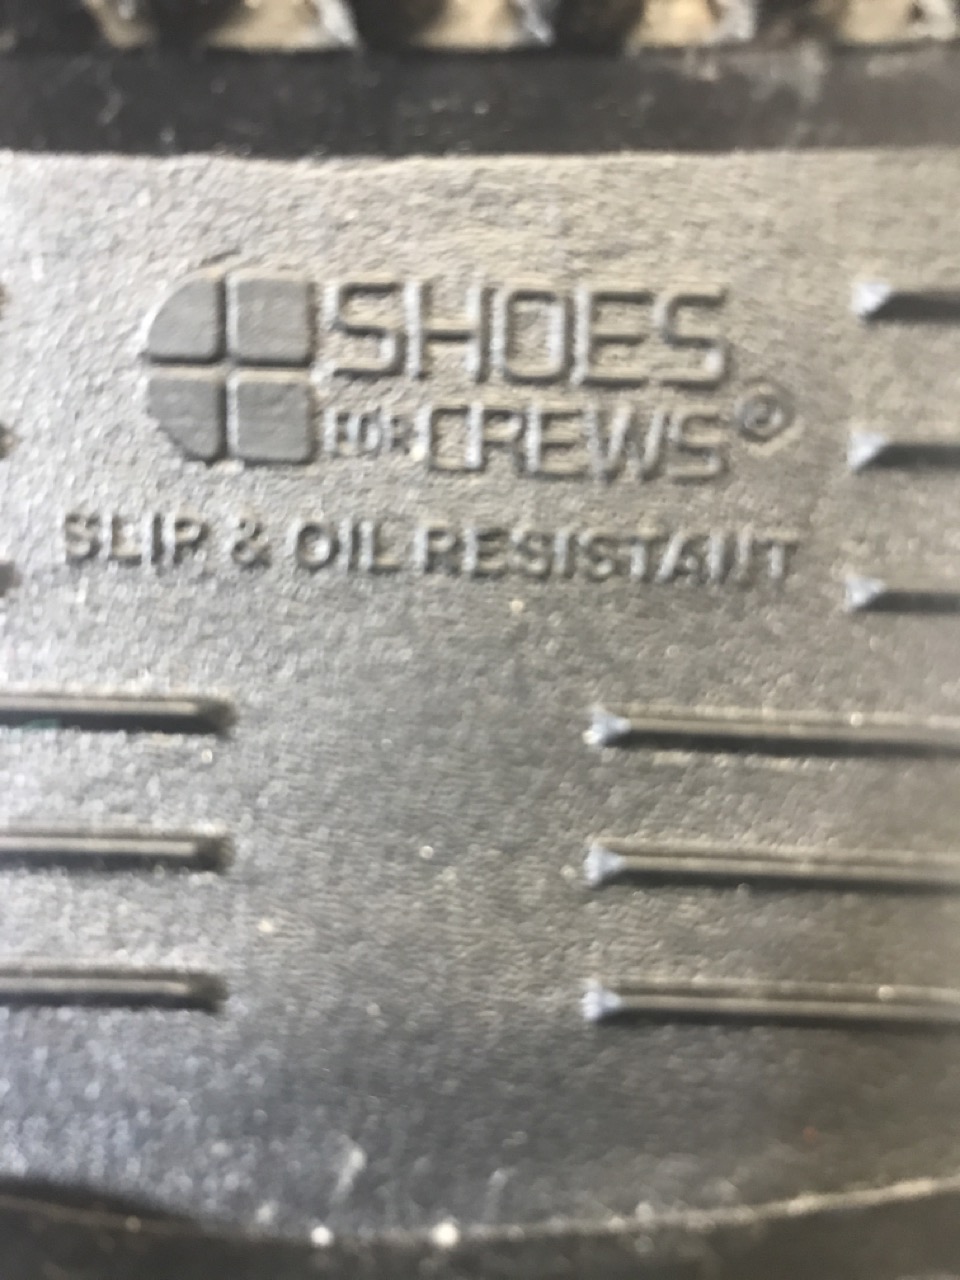 SHOES
FOR CREWS®
SLIP & OIL RESISTANT